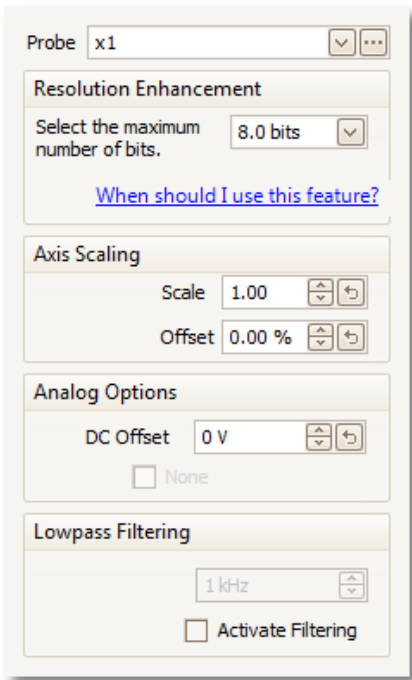 Probe x1
Resolution Enhancement
Select the maximum
number of bits.
8.0 bits
When should I use this feature?
Axis Scaling
Scale 1.00
Offset 0.00 %
Analog Options
DC Offset 0 V
None
Lowpass Filtering
1 kHz
Activate Filtering